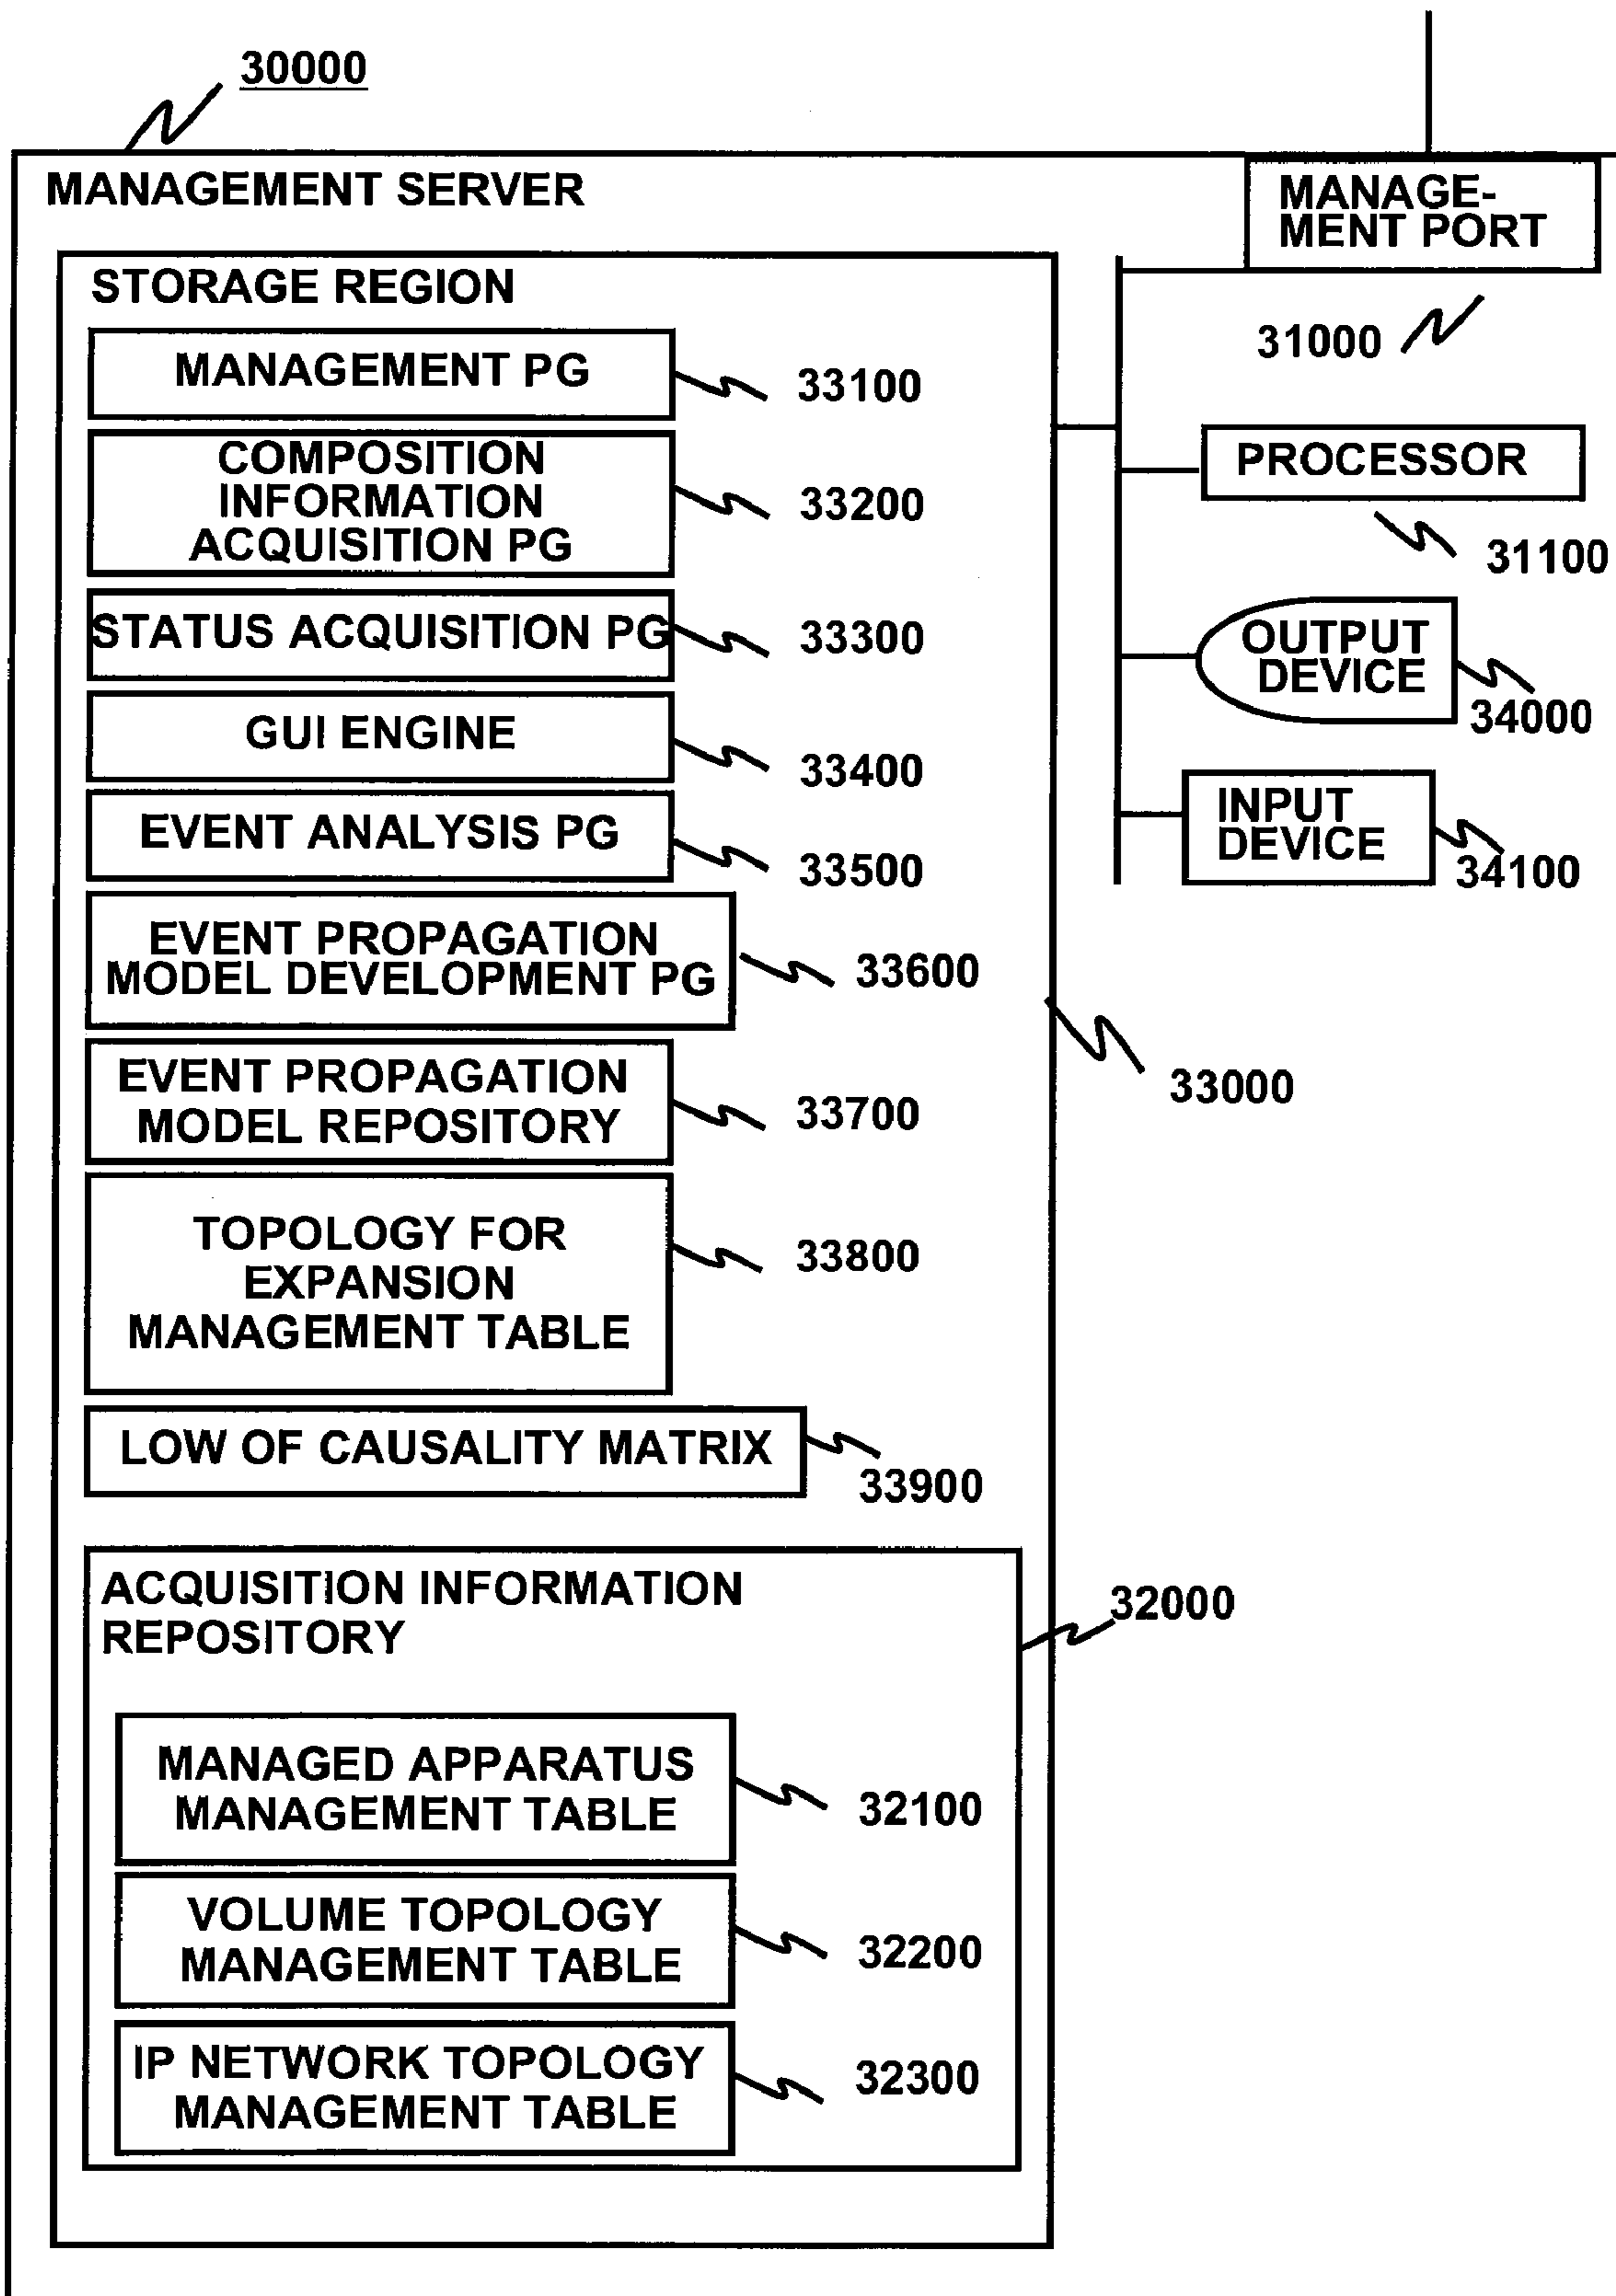 30000
MANAGEMENT SERVER
MANAGE-
MENT PORT
31000
STORAGE REGION
MANAGEMENT PG
33100
COMPOSITION
INFORMATION
ACQUISITION PG
33200
STATUS ACQUISITION PG
33300
GUI ENGINE
33400
EVENT ANALYSIS PG
33500
EVENT PROPAGATION
MODEL DEVELOPMENT PG
33600
EVENT PROPAGATION
MODEL REPOSITORY
33700
TOPOLOGY FOR
EXPANSION
MANAGEMENT TABLE
33800
LOW OF CAUSALITY MATRIX
33900
PROCESSOR
31100
OUTPUT
DEVICE
34000
INPUT
DEVICE
34100
33000
ACQUISITION INFORMATION
REPOSITORY
32000
MANAGED APPARATUS
MANAGEMENT TABLE
32100
VOLUME TOPOLOGY
MANAGEMENT TABLE
32200
IP NETWORK TOPOLOGY
MANAGEMENT TABLE
32300